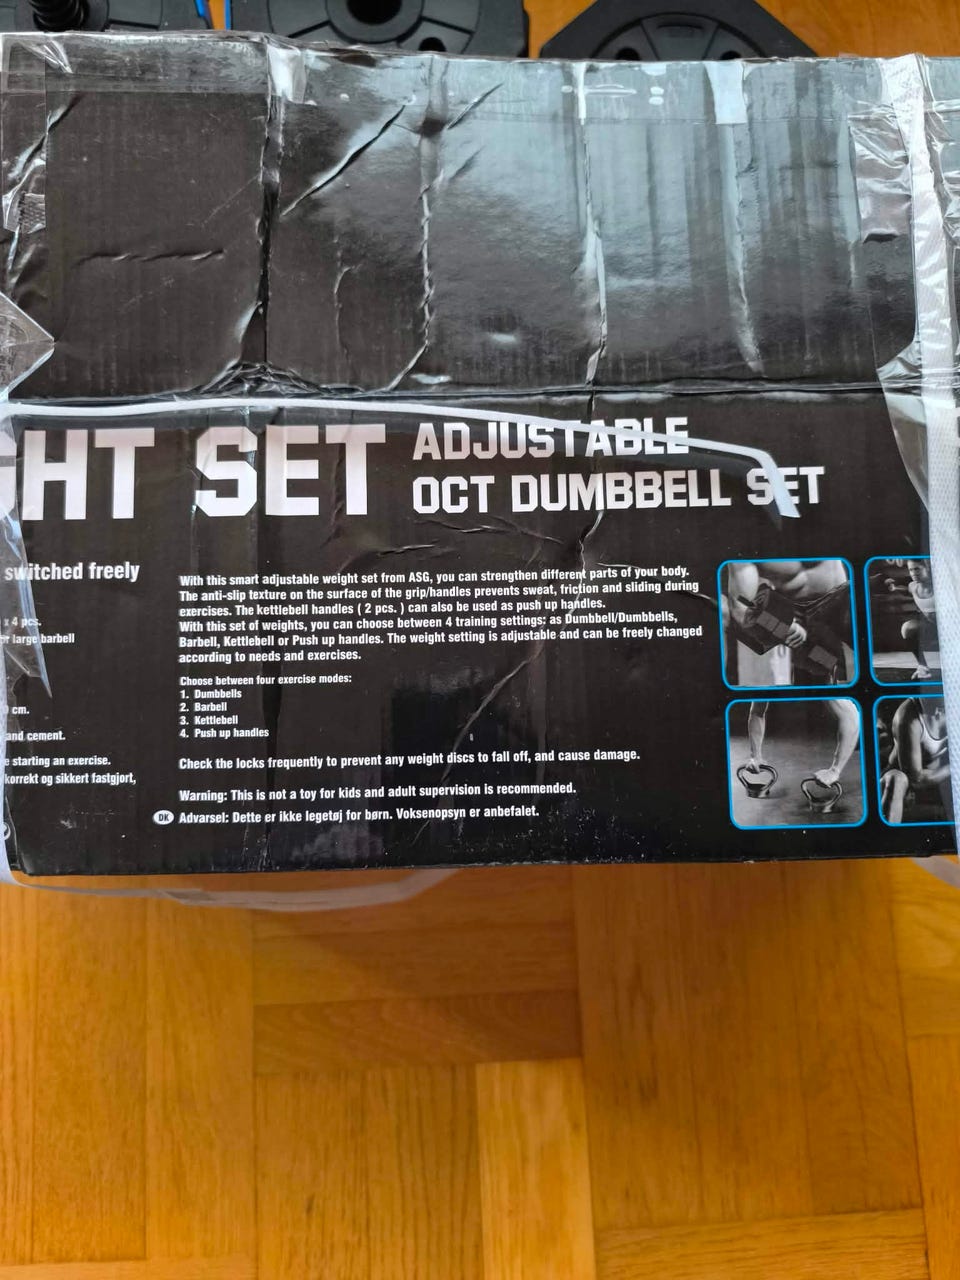 HT SET
ADJUSTABLE
OCT DUMBBELL SET
switched freely
x 4 pcs.
large barbell
cm.
and cement.
starting an exercise.
korrekt og sikkert fastgjort,
With this smart adjustable weight set from ASG, you can strengthen different parts of your body.
The anti-slip texture on the surface of the grip/handles prevents sweat, friction and sliding during
exercises. The kettlebell handles ( 2 pcs. ) can also be used as push up handles.
With this set of weights, you can choose between 4 training settings: as Dumbbell/Dumbbells,
Barbell, Kettlebell or Push up handles. The weight setting is adjustable and can be freely changed
according to needs and exercises.
Choose between four exercise modes:
1. Dumbbells
2. Barbell
3. Kettlebell
4. Push up handles
Check the locks frequently to prevent any weight discs to fall off, and cause damage.
Warning: This is not a toy for kids and adult supervision is recommended.
DK Advarsel: Dette er ikke legetøj for børn. Voksenopsyn er anbefalet.